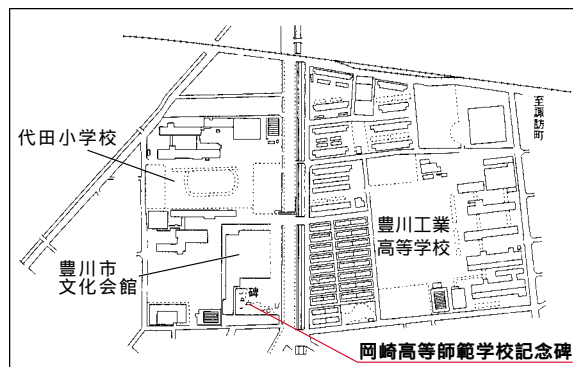 代田小学校
豊川市
文化会館
碑
至諏訪町
豊川工業
高等学校
岡崎高等師範学校記念碑